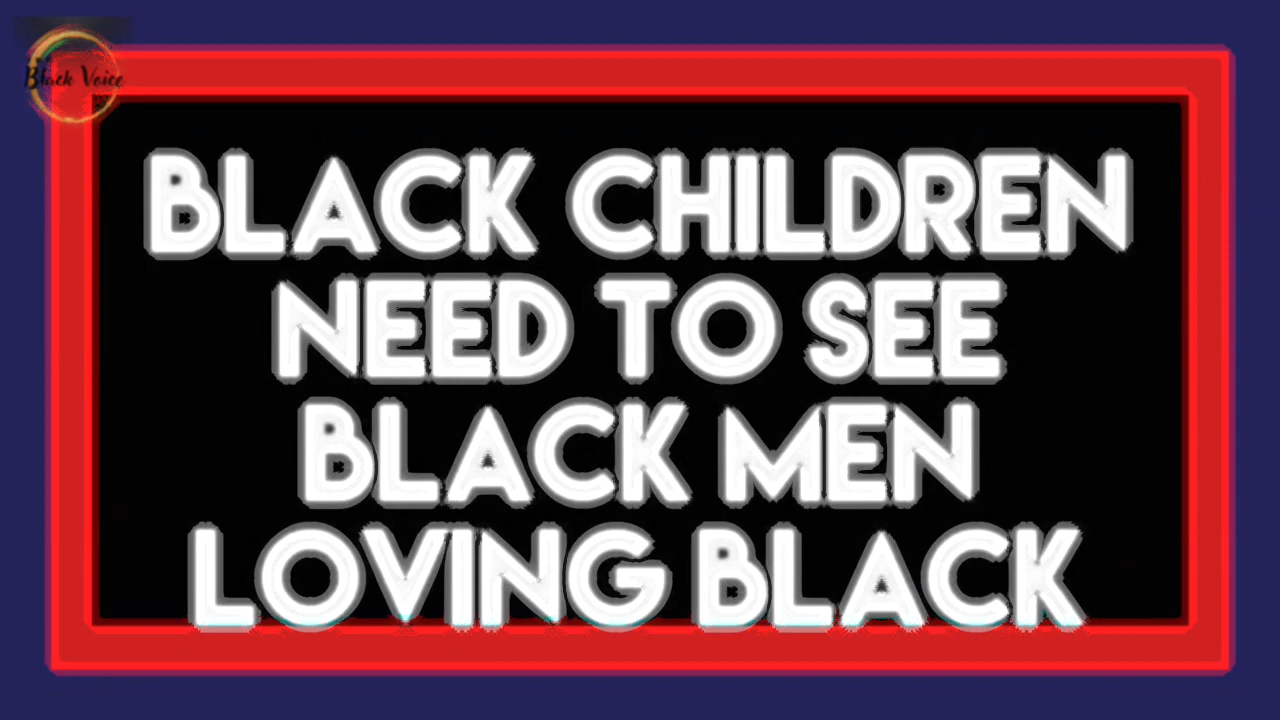 Black Voice
BLACK CHILDREN
NEED TO SEE
BLACK MEN
LOVING BLACK